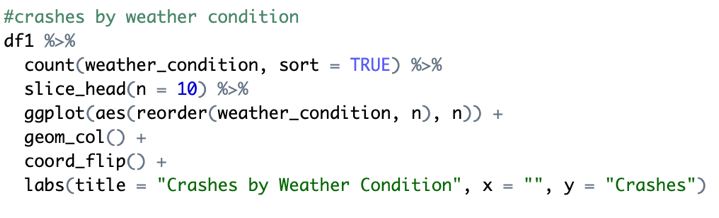 #crashes by weather condition
df1 %>%
  count(weather_condition, sort = TRUE) %>%
  slice_head(n = 10) %>%
  ggplot(aes(reorder(weather_condition, n), n)) +
  geom_col() +
  coord_flip() +
  labs(title = "Crashes by Weather Condition", x = "", y = "Crashes")